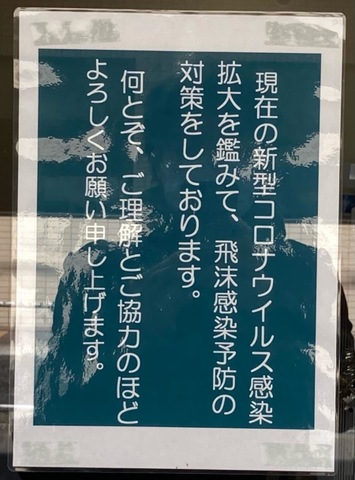 現在の新型コロサウイルス感染
拡大を鑑みて、飛沫感染予防の
対策をしております。
何とぞ、ご理解とご協力のほど
よろしくお願い申し上げます。